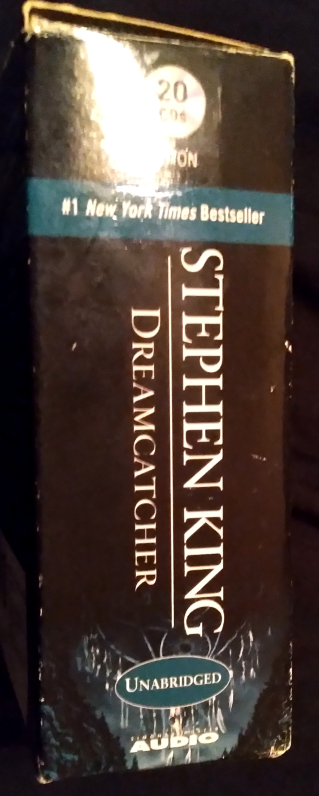 20
CDs
#1 New York Times Bestseller
STEPHEN KING
DREAMCATCHER
UNABRIDGED
AUDIO